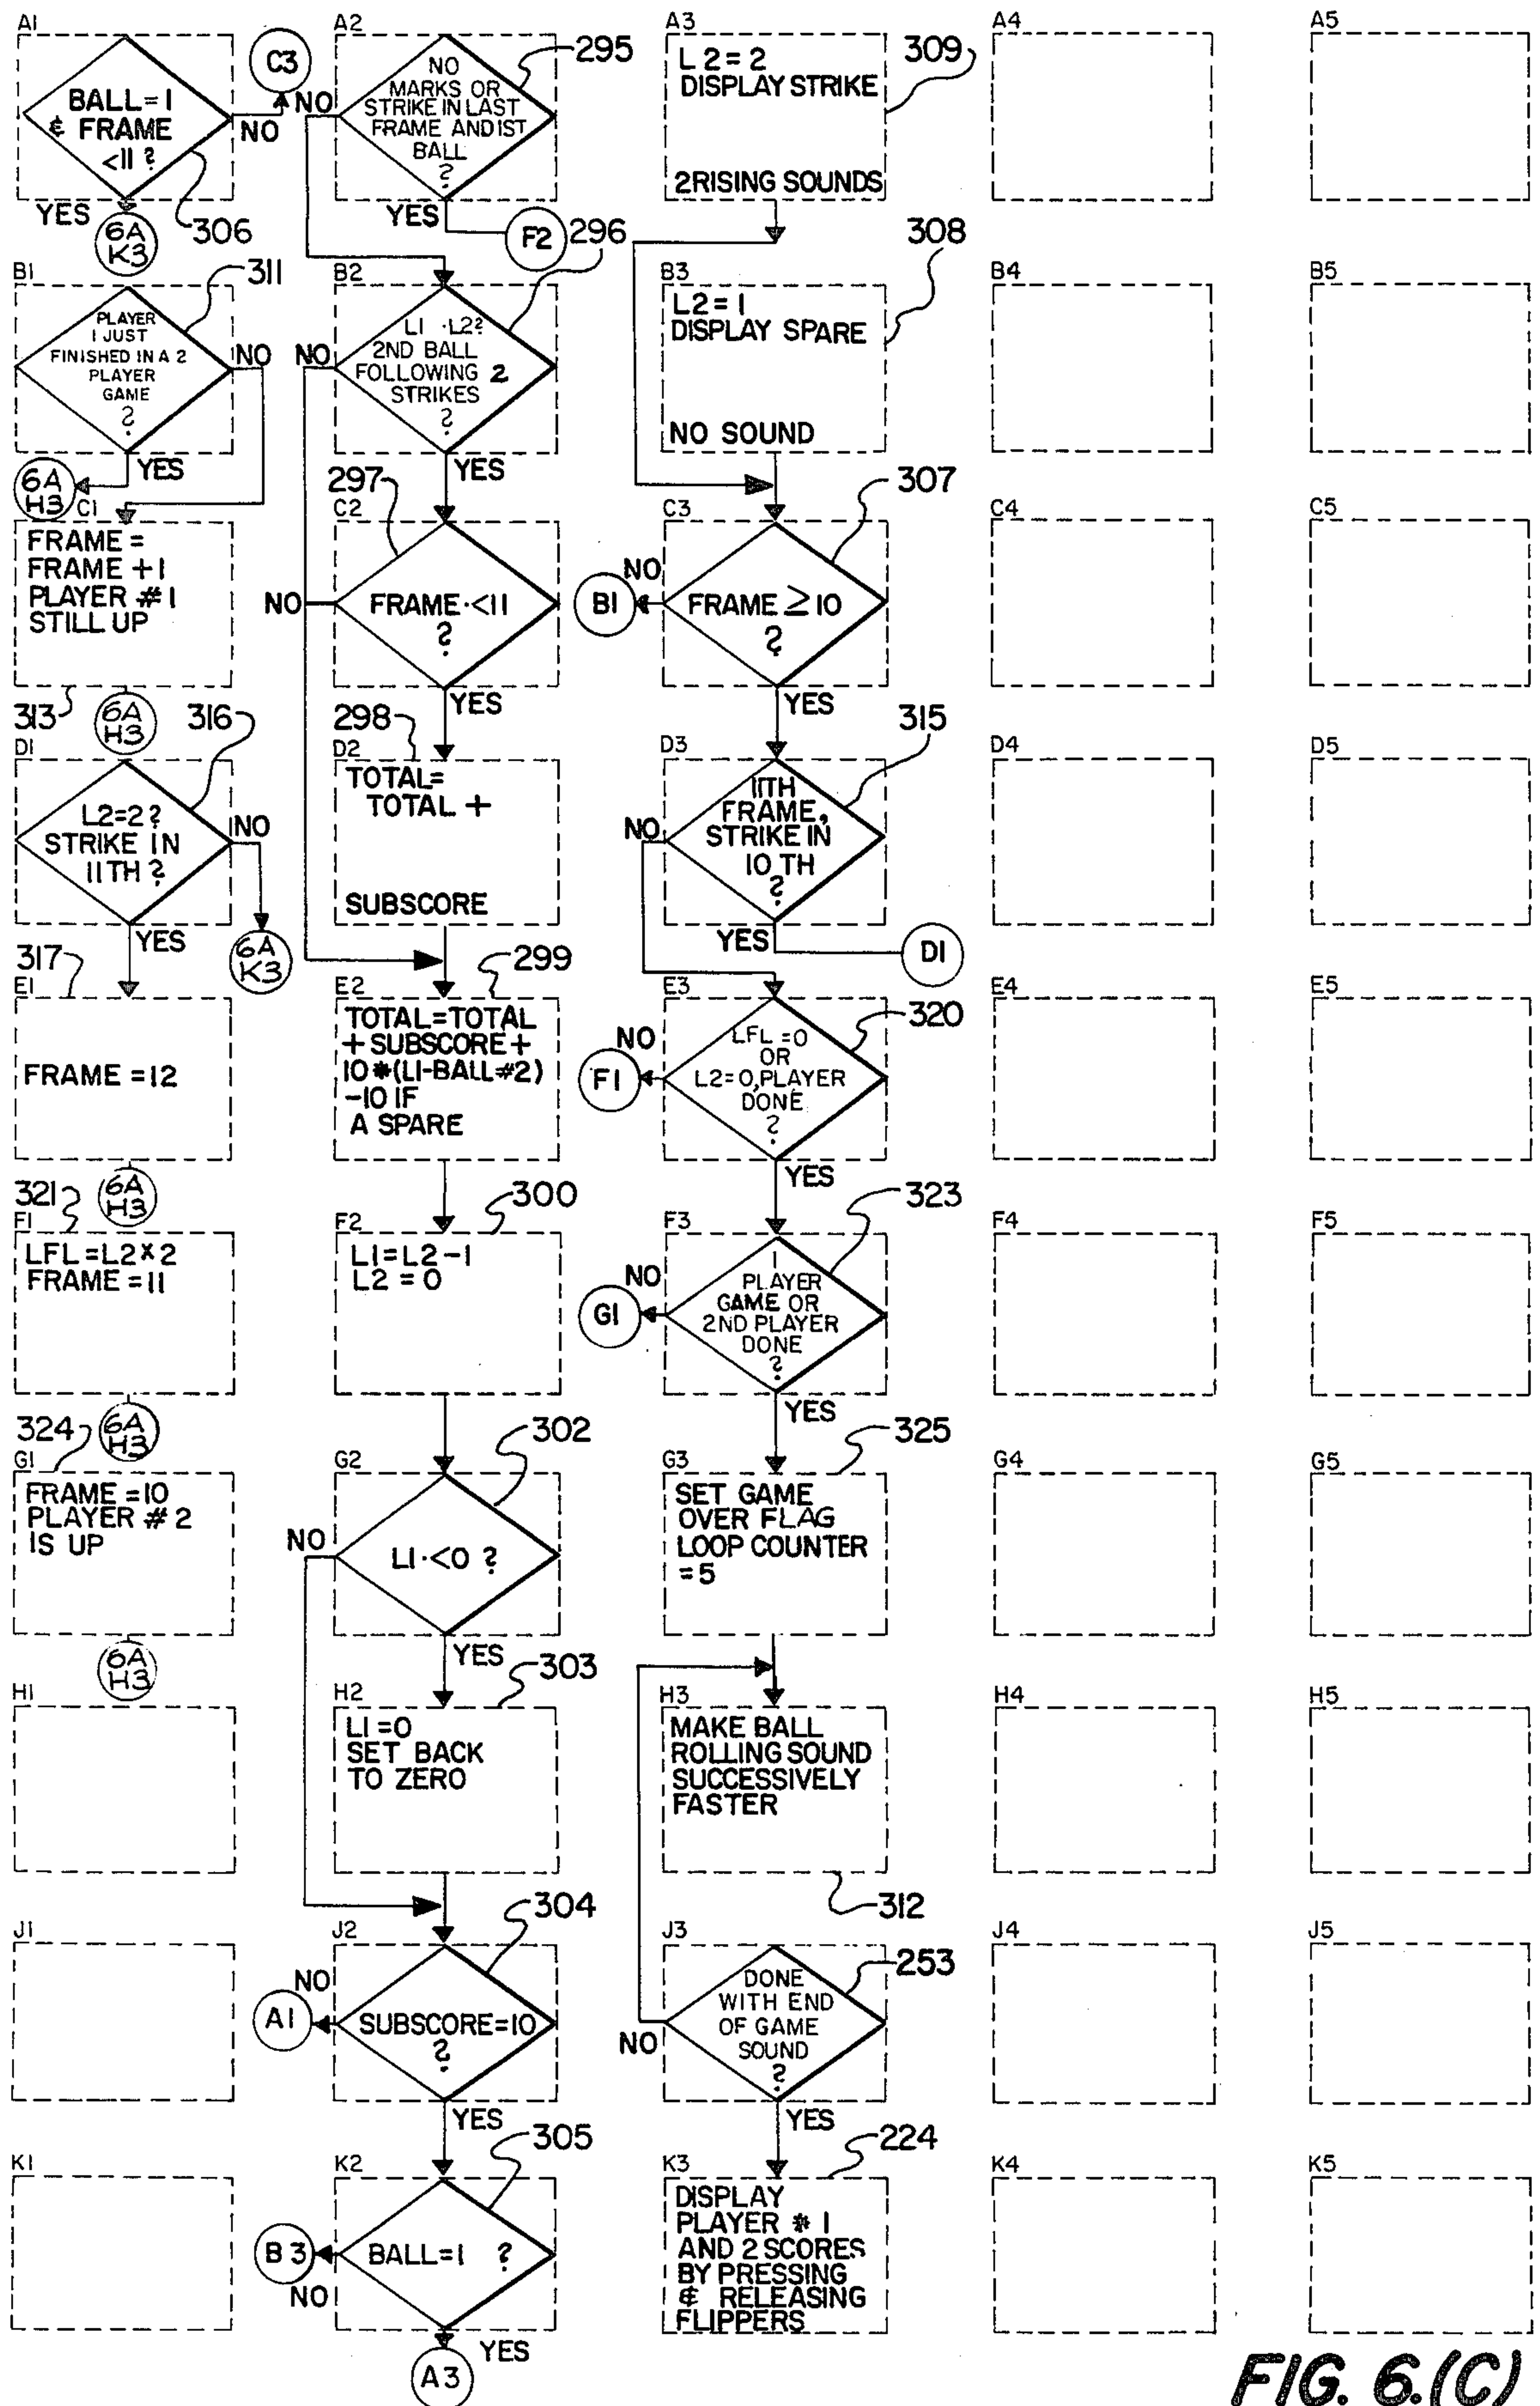 A1
BALL=1
& FRAME
<11 ?
NO
C3
YES
306
6A
K3
B1
311
PLAYER
1 JUST
FINISHED IN A 2
PLAYER
GAME
?
NO
YES
6A
H3
C1
FRAME=
FRAME +1
PLAYER #1
STILL UP
313
6A
H3
316
D1
L2=2?
STRIKE IN
11TH ?
NO
YES
6A
K3
317
E1
FRAME =12
6A
H3
321
F1
LFL=L2X2
FRAME =11
6A
H3
324
G1
FRAME =10
PLAYER #2
IS UP
6A
H3
H1
J1
K1
A2
295
NO
MARKS OR
STRIKE IN LAST
FRAME AND 1ST
BALL
?
NO
YES
F2
296
B2
L1 · L2?
2ND BALL
FOLLOWING 2
STRIKES
?
NO
YES
297
C2
FRAME·<11
?
NO
YES
298
D2
TOTAL=
TOTAL +
SUBSCORE
299
E2
TOTAL=TOTAL
+SUBSCORE+
10*(L1-BALL#2)
-10 IF
A SPARE
300
F2
L1=L2-1
L2=0
302
G2
L1·<0 ?
NO
YES
303
H2
L1=0
SET BACK
TO ZERO
304
J2
SUBSCORE=10
?
NO
A1
YES
305
K2
BALL=1 ?
B3
NO
YES
A3
A3
309
L2=2
DISPLAY STRIKE
2RISING SOUNDS
308
B3
L2=1
DISPLAY SPARE
NO SOUND
307
C3
FRAME ≥10
?
NO
B1
YES
315
D3
11TH
FRAME,
STRIKE IN
10TH
?
NO
YES
D1
E3
320
LFL=0
OR
L2=0,PLAYER
DONE
?
NO
F1
YES
323
F3
1
PLAYER
GAME OR
2ND PLAYER
DONE
?
NO
G1
YES
325
G3
SET GAME
OVER FLAG
LOOP COUNTER
=5
H3
MAKE BALL
ROLLING SOUND
SUCCESSIVELY
FASTER
312
J3
253
DONE
WITH END
OF GAME
SOUND
?
NO
YES
224
K3
DISPLAY
PLAYER # 1
AND 2 SCORES
BY PRESSING
& RELEASING
FLIPPERS
A4
B4
C4
D4
E4
F4
G4
H4
J4
K4
A5
B5
C5
D5
E5
F5
G5
H5
J5
K5
FIG. 6.(C)